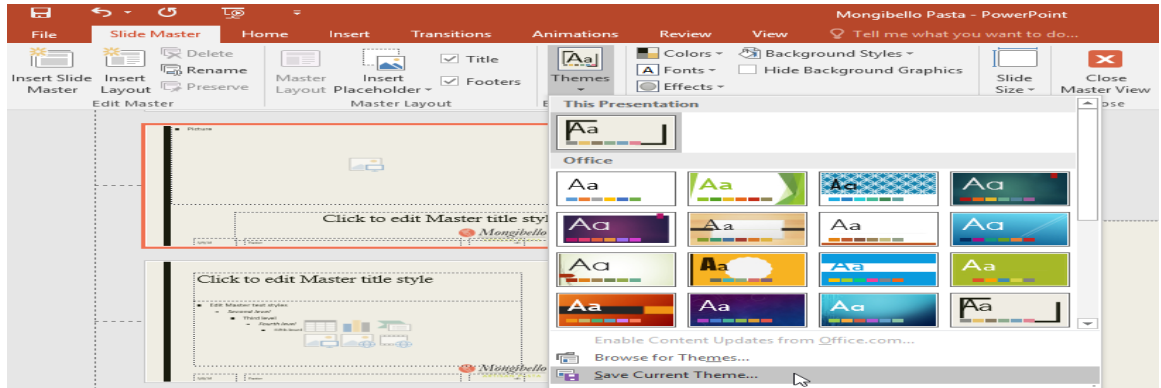 Mongibello Pasta - PowerPoint
File Slide Master Home Insert Transitions Animations Review View Tell me what you want to do...
Insert Slide Master
Insert Layout
Delete
Rename
Preserve
Edit Master
Master Layout
Insert Placeholder
Title
Footers
Master Layout
Themes
Colors
Fonts
Effects
Background Styles
Hide Background Graphics
Slide Size
Close Master View
This Presentation
Aa
Office
Aa Aa Aa Aa
Aa Aa Aa Aa
Aa Aa Aa Aa
Aa Aa Aa Aa
Enable Content Updates from Office.com...
Browse for Themes...
Save Current Theme...
Picture
Click to edit Master title styl
Mongibello
Footer
Click to edit Master title style
Edit Master text styles
Second level
Third level
Fourth level
Fifth level
Mongibello
Footer